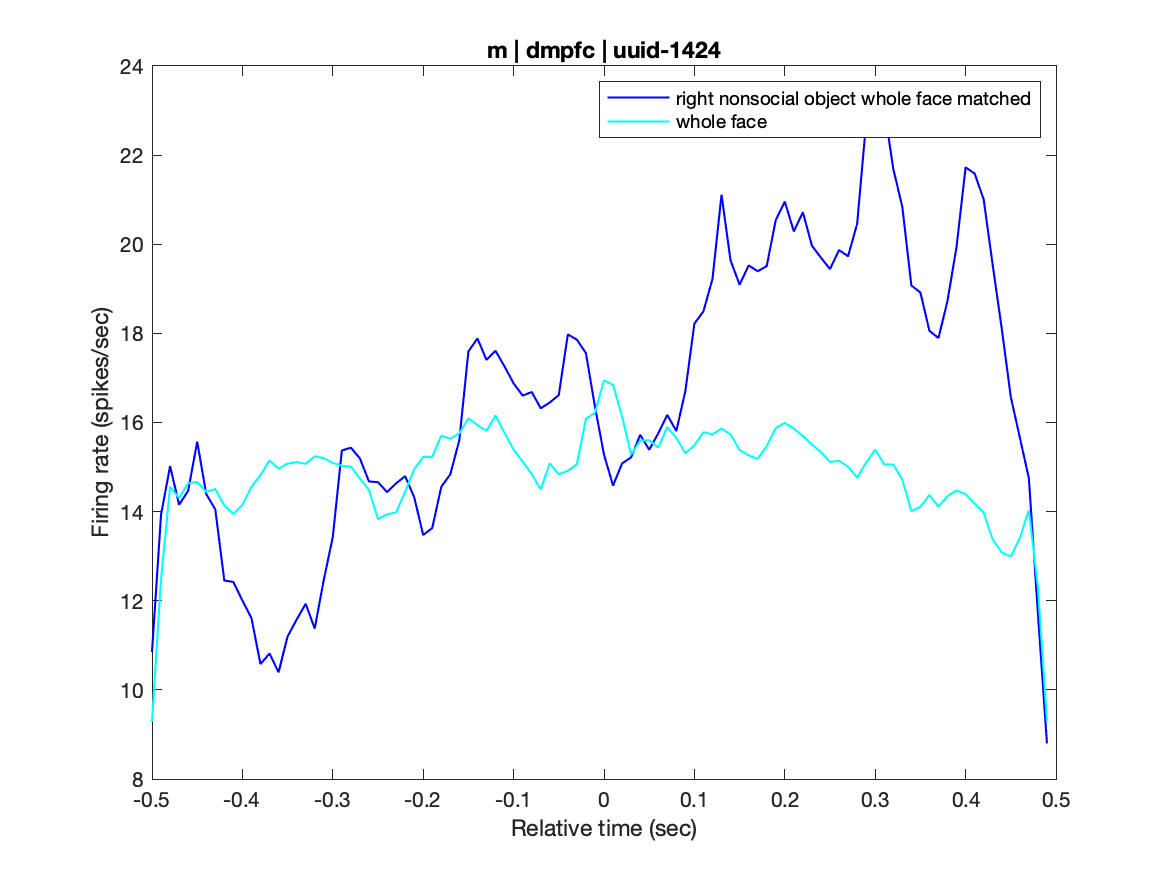 m | dmpfc | uuid-1424
right nonsocial object whole face matched
whole face
24
22
20
18
16
14
12
10
8
Firing rate (spikes/sec)
-0.5 -0.4 -0.3 -0.2 -0.1 0 0.1 0.2 0.3 0.4 0.5
Relative time (sec)